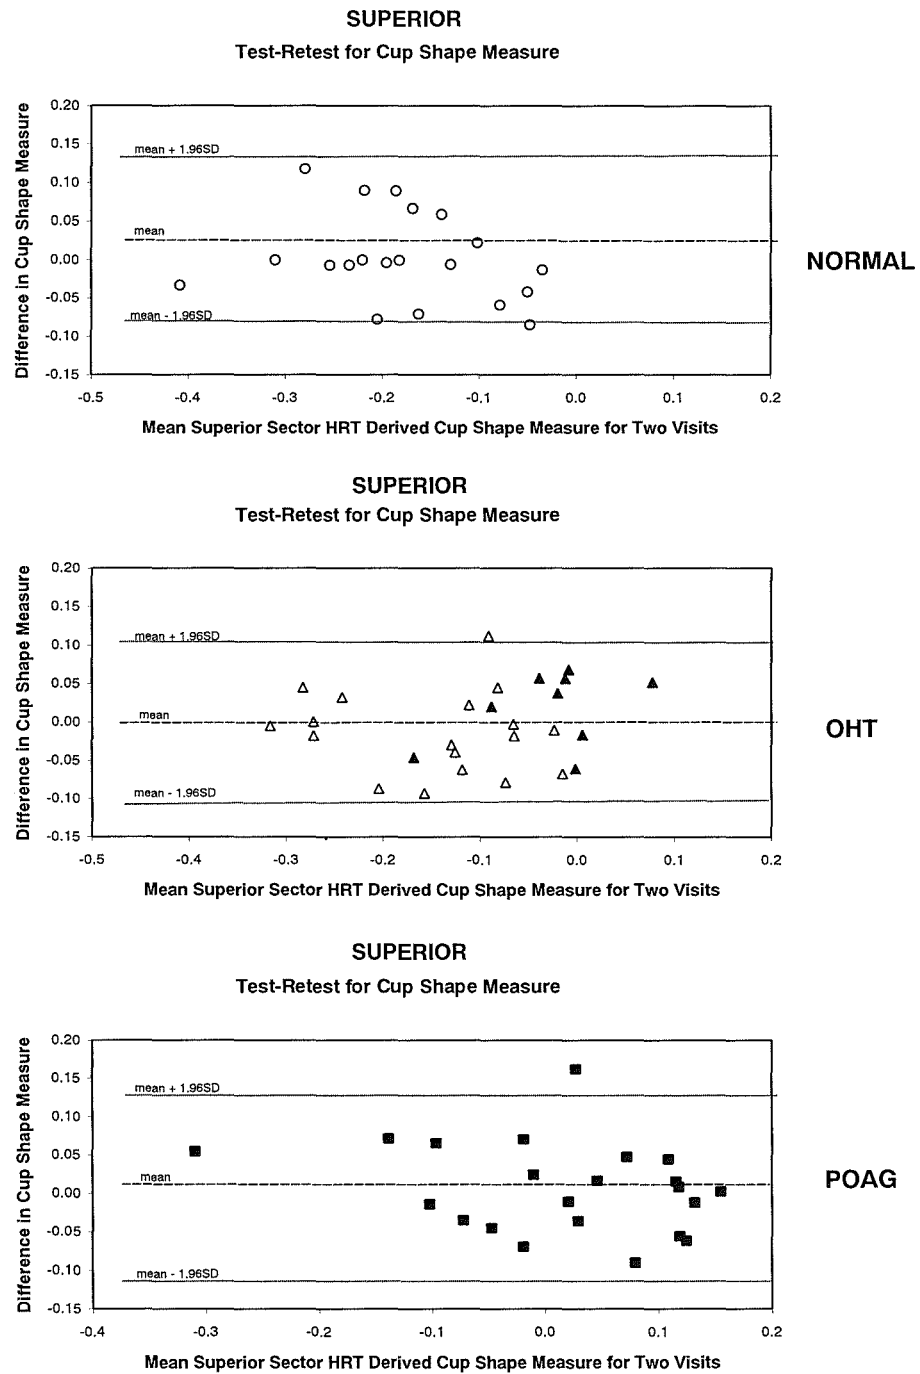 SUPERIOR
Test-Retest for Cup Shape Measure
Difference in Cup Shape Measure
0.20
0.15
0.10
0.05
0.00
-0.05
-0.10
-0.15
mean + 1.96SD
mean
mean - 1.96SD
-0.5 -0.4 -0.3 -0.2 -0.1 0.0 0.1 0.2
Mean Superior Sector HRT Derived Cup Shape Measure for Two Visits
NORMAL
SUPERIOR
Test-Retest for Cup Shape Measure
Difference in Cup Shape Measure
0.20
0.15
0.10
0.05
0.00
-0.05
-0.10
-0.15
mean + 1.96SD
mean
mean - 1.96SD
-0.5 -0.4 -0.3 -0.2 -0.1 0.0 0.1 0.2
Mean Superior Sector HRT Derived Cup Shape Measure for Two Visits
OHT
SUPERIOR
Test-Retest for Cup Shape Measure
Difference in Cup Shape Measure
0.20
0.15
0.10
0.05
0.00
-0.05
-0.10
-0.15
mean + 1.96SD
mean
mean - 1.96SD
-0.4 -0.3 -0.2 -0.1 0.0 0.1 0.2
Mean Superior Sector HRT Derived Cup Shape Measure for Two Visits
POAG